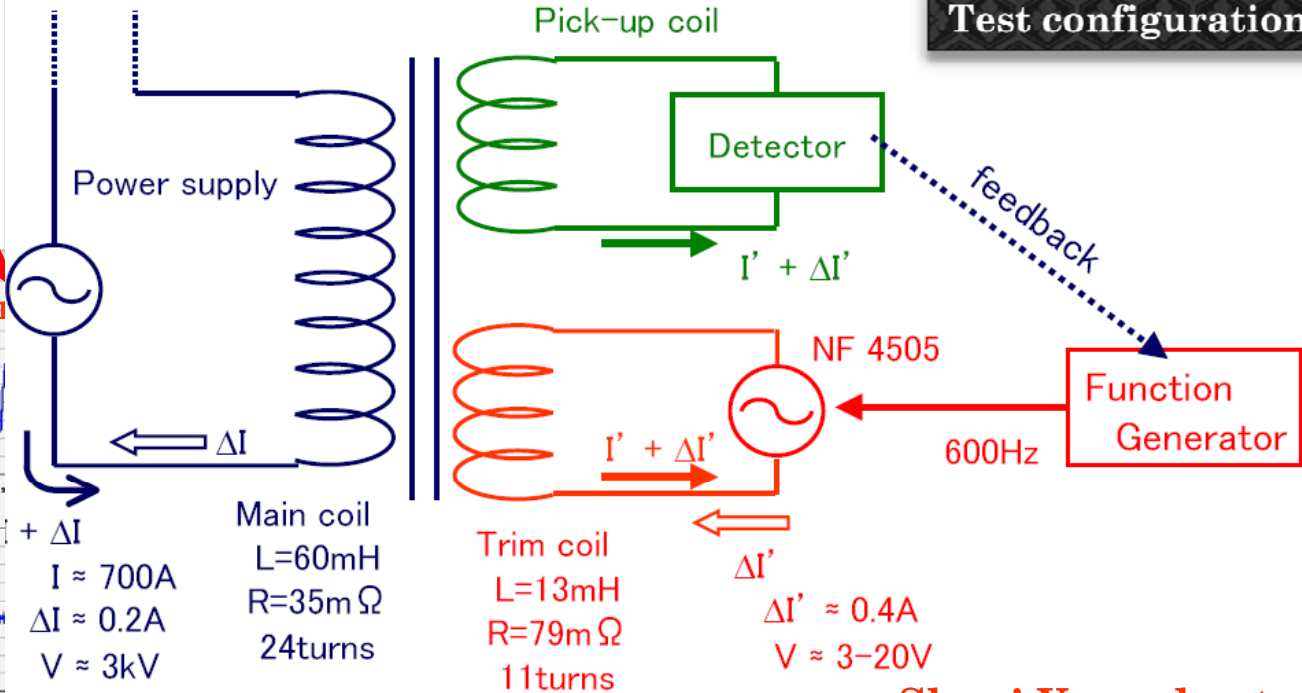 Test configuration
Pick-up coil
Power supply
Detector
feedback
I' + ΔI'
NF 4505
Function
Generator
600Hz
I' + ΔI'
ΔI
ΔI'
+ ΔI
I ≈ 700A
ΔI ≈ 0.2A
V ≈ 3kV
Main coil
L=60mH
R=35mΩ
24turns
Trim coil
L=13mH
R=79mΩ
11turns
ΔI' ≈ 0.4A
V ≈ 3-20V